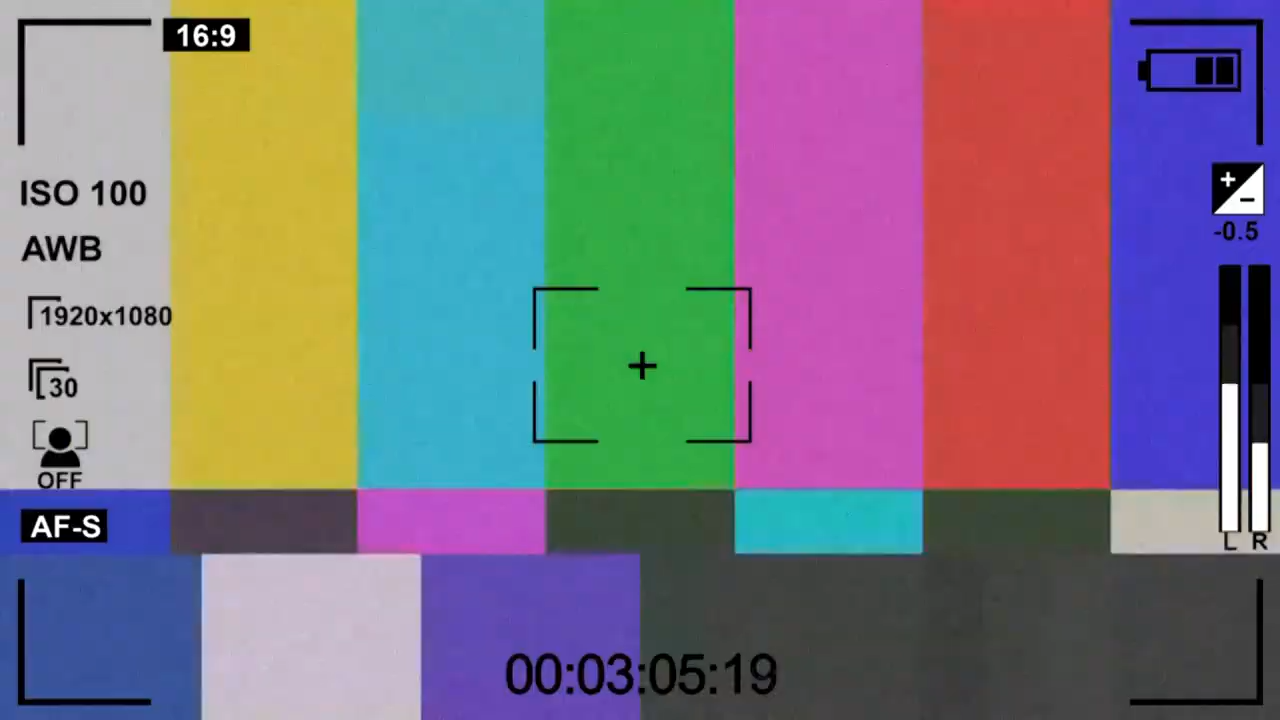 16:9
ISO 100
AWB
1920x1080
30
OFF
AF-S
+
-
-0.5
L R
00:03:05:19